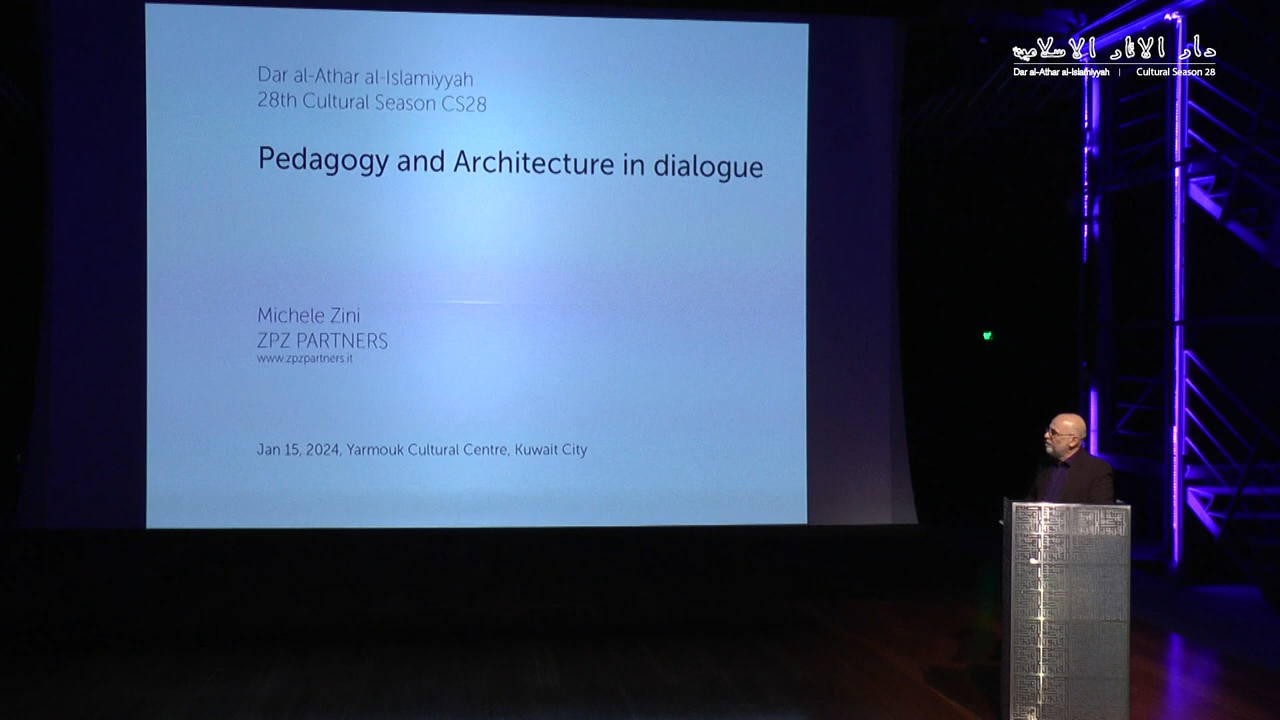 Dar al-Athar al-Islamiyyah
28th Cultural Season CS28
Pedagogy and Architecture in dialogue
Michele Zini
ZPZ PARTNERS
www.zpzpartners.it
Jan 15, 2024, Yarmouk Cultural Centre, Kuwait City
دار الآثار الإسلامية
Dar al-Athar al-Islamiyyah | Cultural Season 28